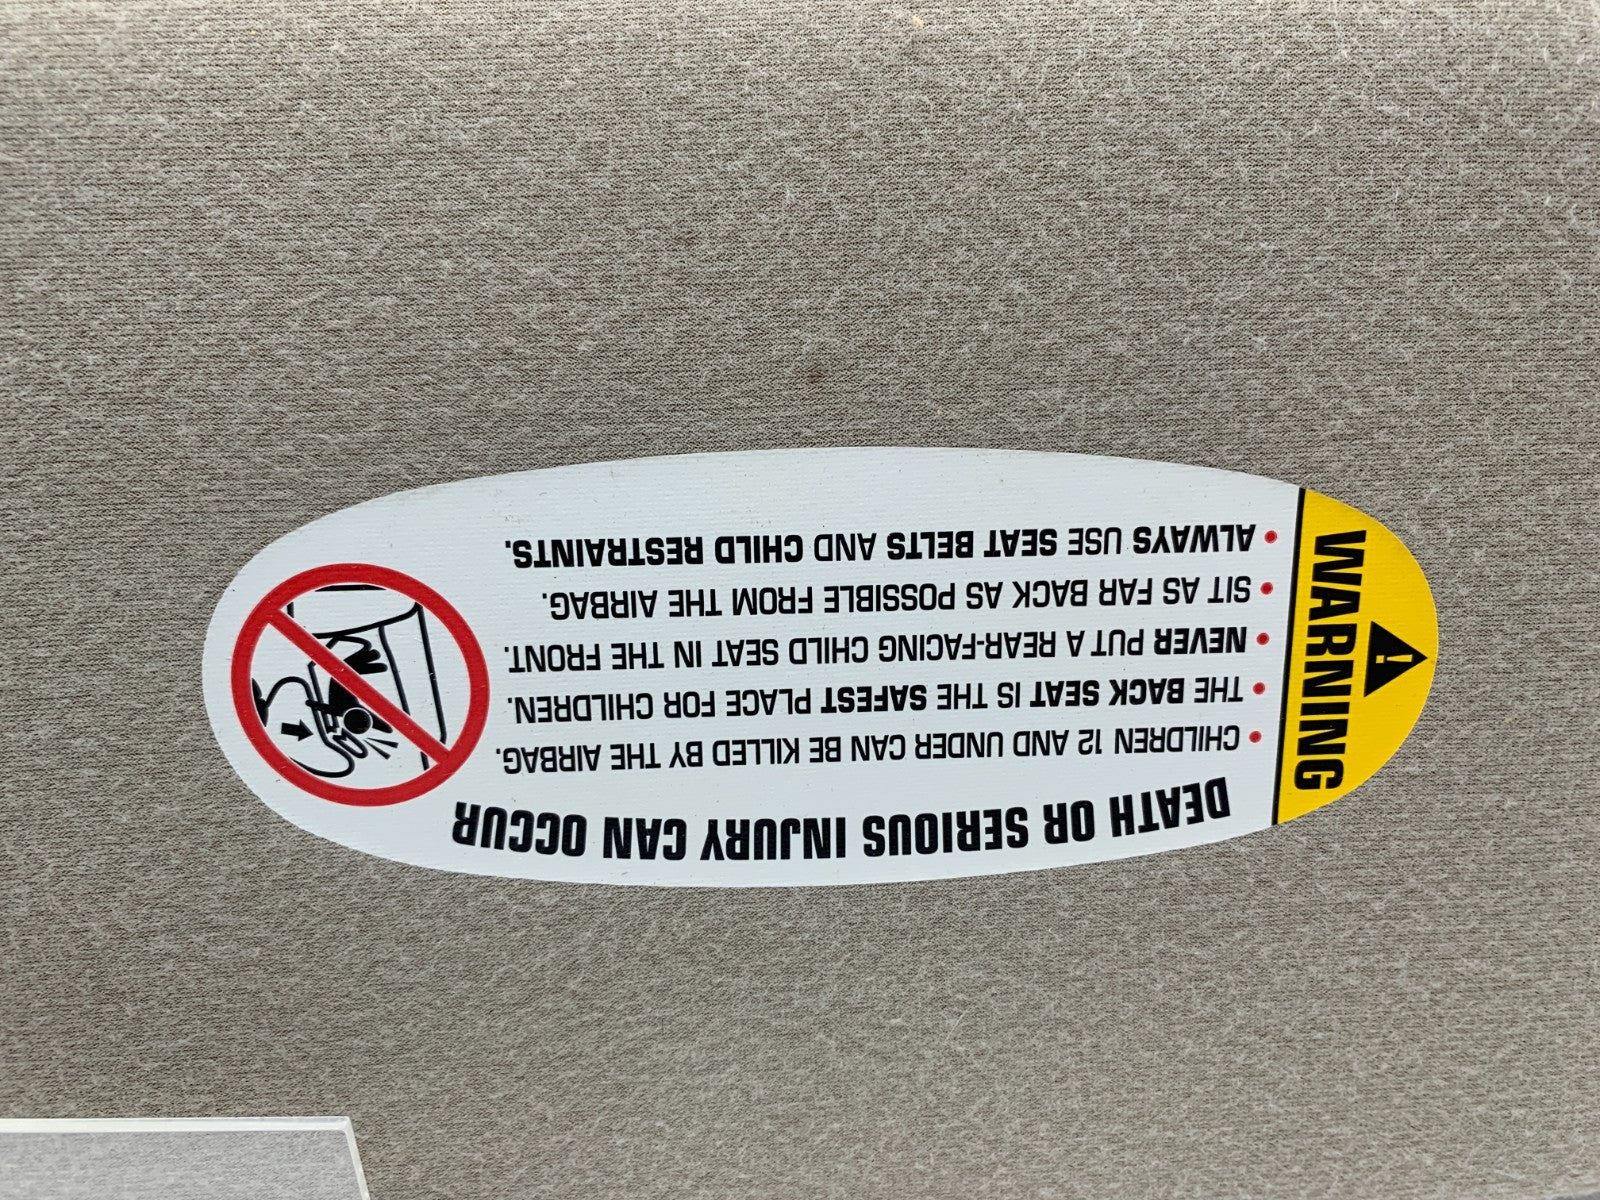 WARNING
DEATH OR SERIOUS INJURY CAN OCCUR
• CHILDREN 12 AND UNDER CAN BE KILLED BY THE AIRBAG.
• THE BACK SEAT IS THE SAFEST PLACE FOR CHILDREN.
• NEVER PUT A REAR-FACING CHILD SEAT IN THE FRONT.
• SIT AS FAR BACK AS POSSIBLE FROM THE AIRBAG.
• ALWAYS USE SEAT BELTS AND CHILD RESTRAINTS.